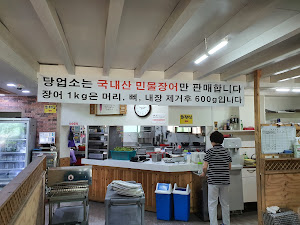 당업소는 국내산 민물장어만 판매합니다
장어 1kg은 머리, 뼈, 내장 제거후 600g입니다